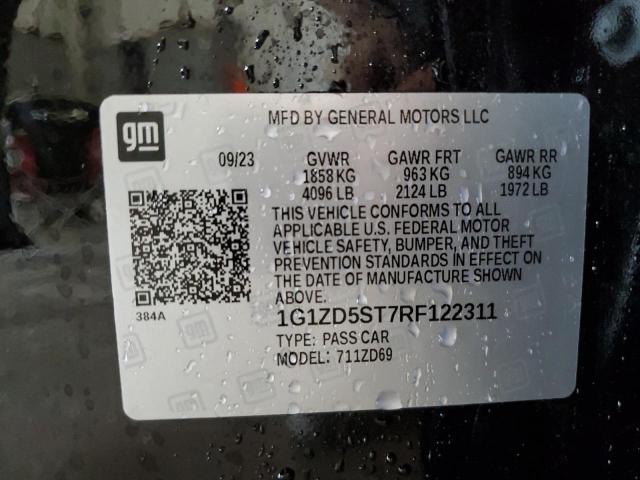 gm
MFD BY GENERAL MOTORS LLC
09/23 GVWR GAWR FRT GAWR RR
1858 KG 963 KG 894 KG
4096 LB 2124 LB 1972 LB
THIS VEHICLE CONFORMS TO ALL
APPLICABLE U.S. FEDERAL MOTOR
VEHICLE SAFETY, BUMPER, AND THEFT
PREVENTION STANDARDS IN EFFECT ON
THE DATE OF MANUFACTURE SHOWN
ABOVE.
384A
1G1ZD5ST7RF122311
TYPE: PASS CAR
MODEL: 711ZD69